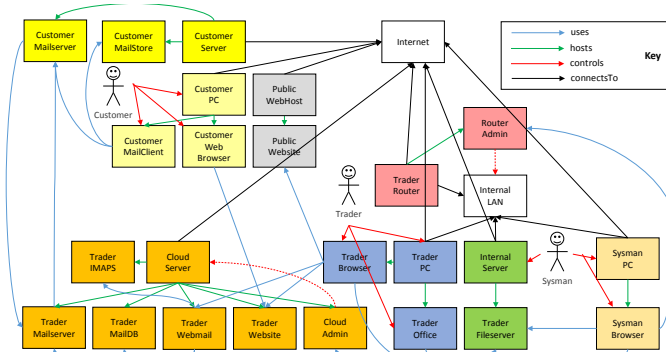 Customer
Mailserver
Customer
MailStore
Customer
Server
Internet
uses
hosts
controls
connectsTo
Key
Customer
Customer
PC
Public
WebHost
Customer
MailClient
Customer
Web
Browser
Public
Website
Router
Admin
Trader
Router
Internal
LAN
Trader
Trader
IMAPS
Cloud
Server
Trader
Browser
Trader
PC
Internal
Server
Sysman
Sysman
PC
Trader
Mailserver
Trader
MailDB
Trader
Webmail
Trader
Website
Cloud
Admin
Trader
Office
Trader
Fileserver
Sysman
Browser